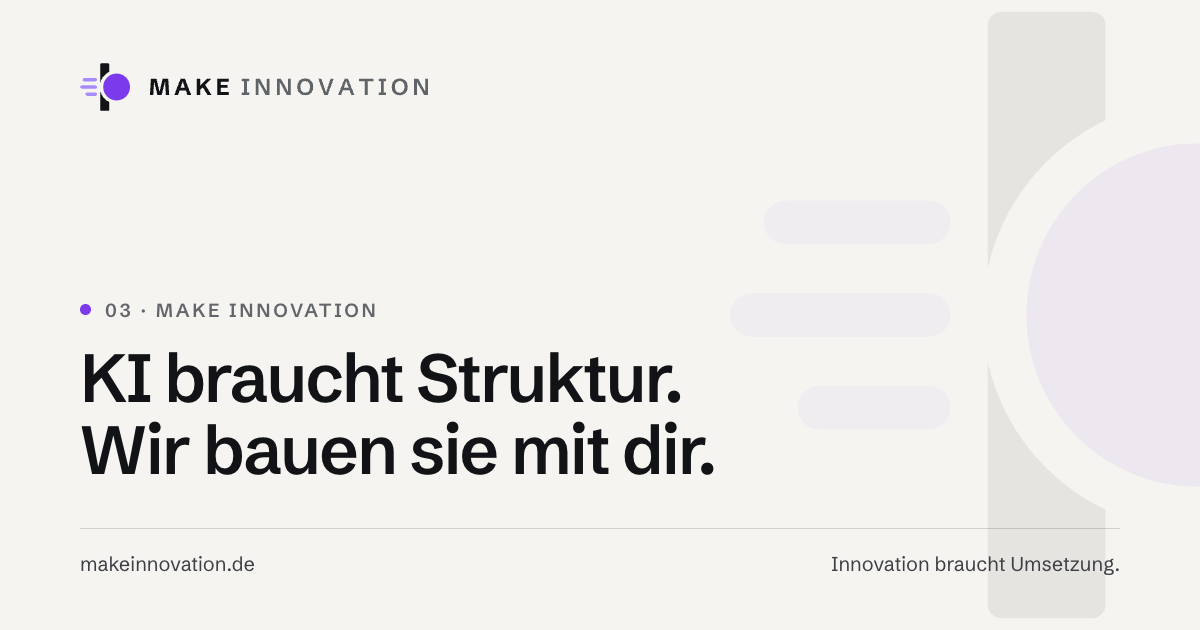 MAKE INNOVATION
03 · MAKE INNOVATION
KI braucht Struktur.
Wir bauen sie mit dir.
makeinnovation.de
Innovation braucht Umsetzung.